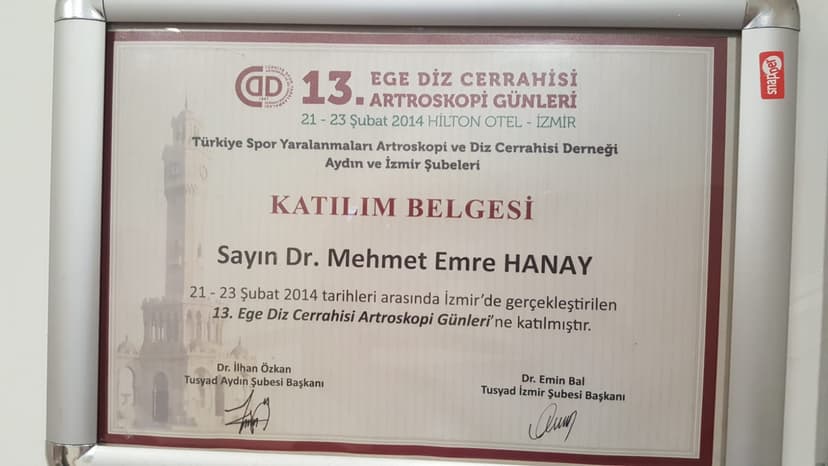 13. EGE DİZ CERRAHİSİ
ARTROSKOPİ GÜNLERİ
21 - 23 Şubat 2014 HİLTON OTEL - İZMİR
Türkiye Spor Yaralanmaları Artroskopi ve Diz Cerrahisi Derneği
Aydın ve İzmir Şubeleri
KATILIM BELGESİ
Sayın Dr. Mehmet Emre HANAY
21 - 23 Şubat 2014 tarihleri arasında İzmir'de gerçekleştirilen
13. Ege Diz Cerrahisi Artroskopi Günleri'ne katılmıştır.
Dr. İlhan Özkan
Tusyad Aydın Şubesi Başkanı
Dr. Emin Bal
Tusyad İzmir Şubesi Başkanı